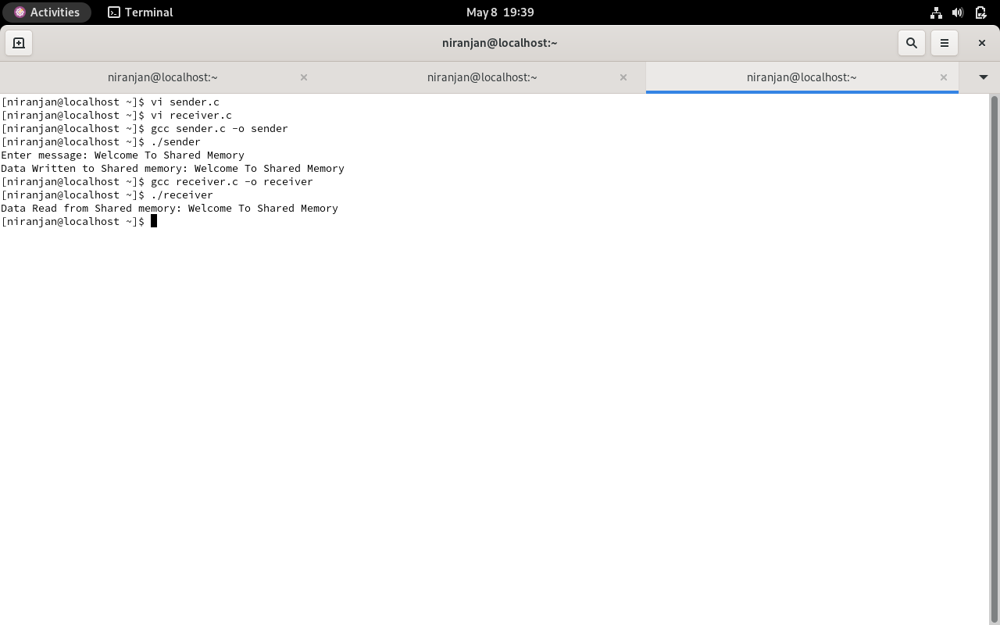 Activities Terminal May 8 19:39
niranjan@localhost:~
niranjan@localhost:~ niranjan@localhost:~ niranjan@localhost:~
[niranjan@localhost ~]$ vi sender.c
[niranjan@localhost ~]$ vi receiver.c
[niranjan@localhost ~]$ gcc sender.c -o sender
[niranjan@localhost ~]$ ./sender
Enter message: Welcome To Shared Memory
Data Written to Shared memory: Welcome To Shared Memory
[niranjan@localhost ~]$ gcc receiver.c -o receiver
[niranjan@localhost ~]$ ./receiver
Data Read from Shared memory: Welcome To Shared Memory
[niranjan@localhost ~]$